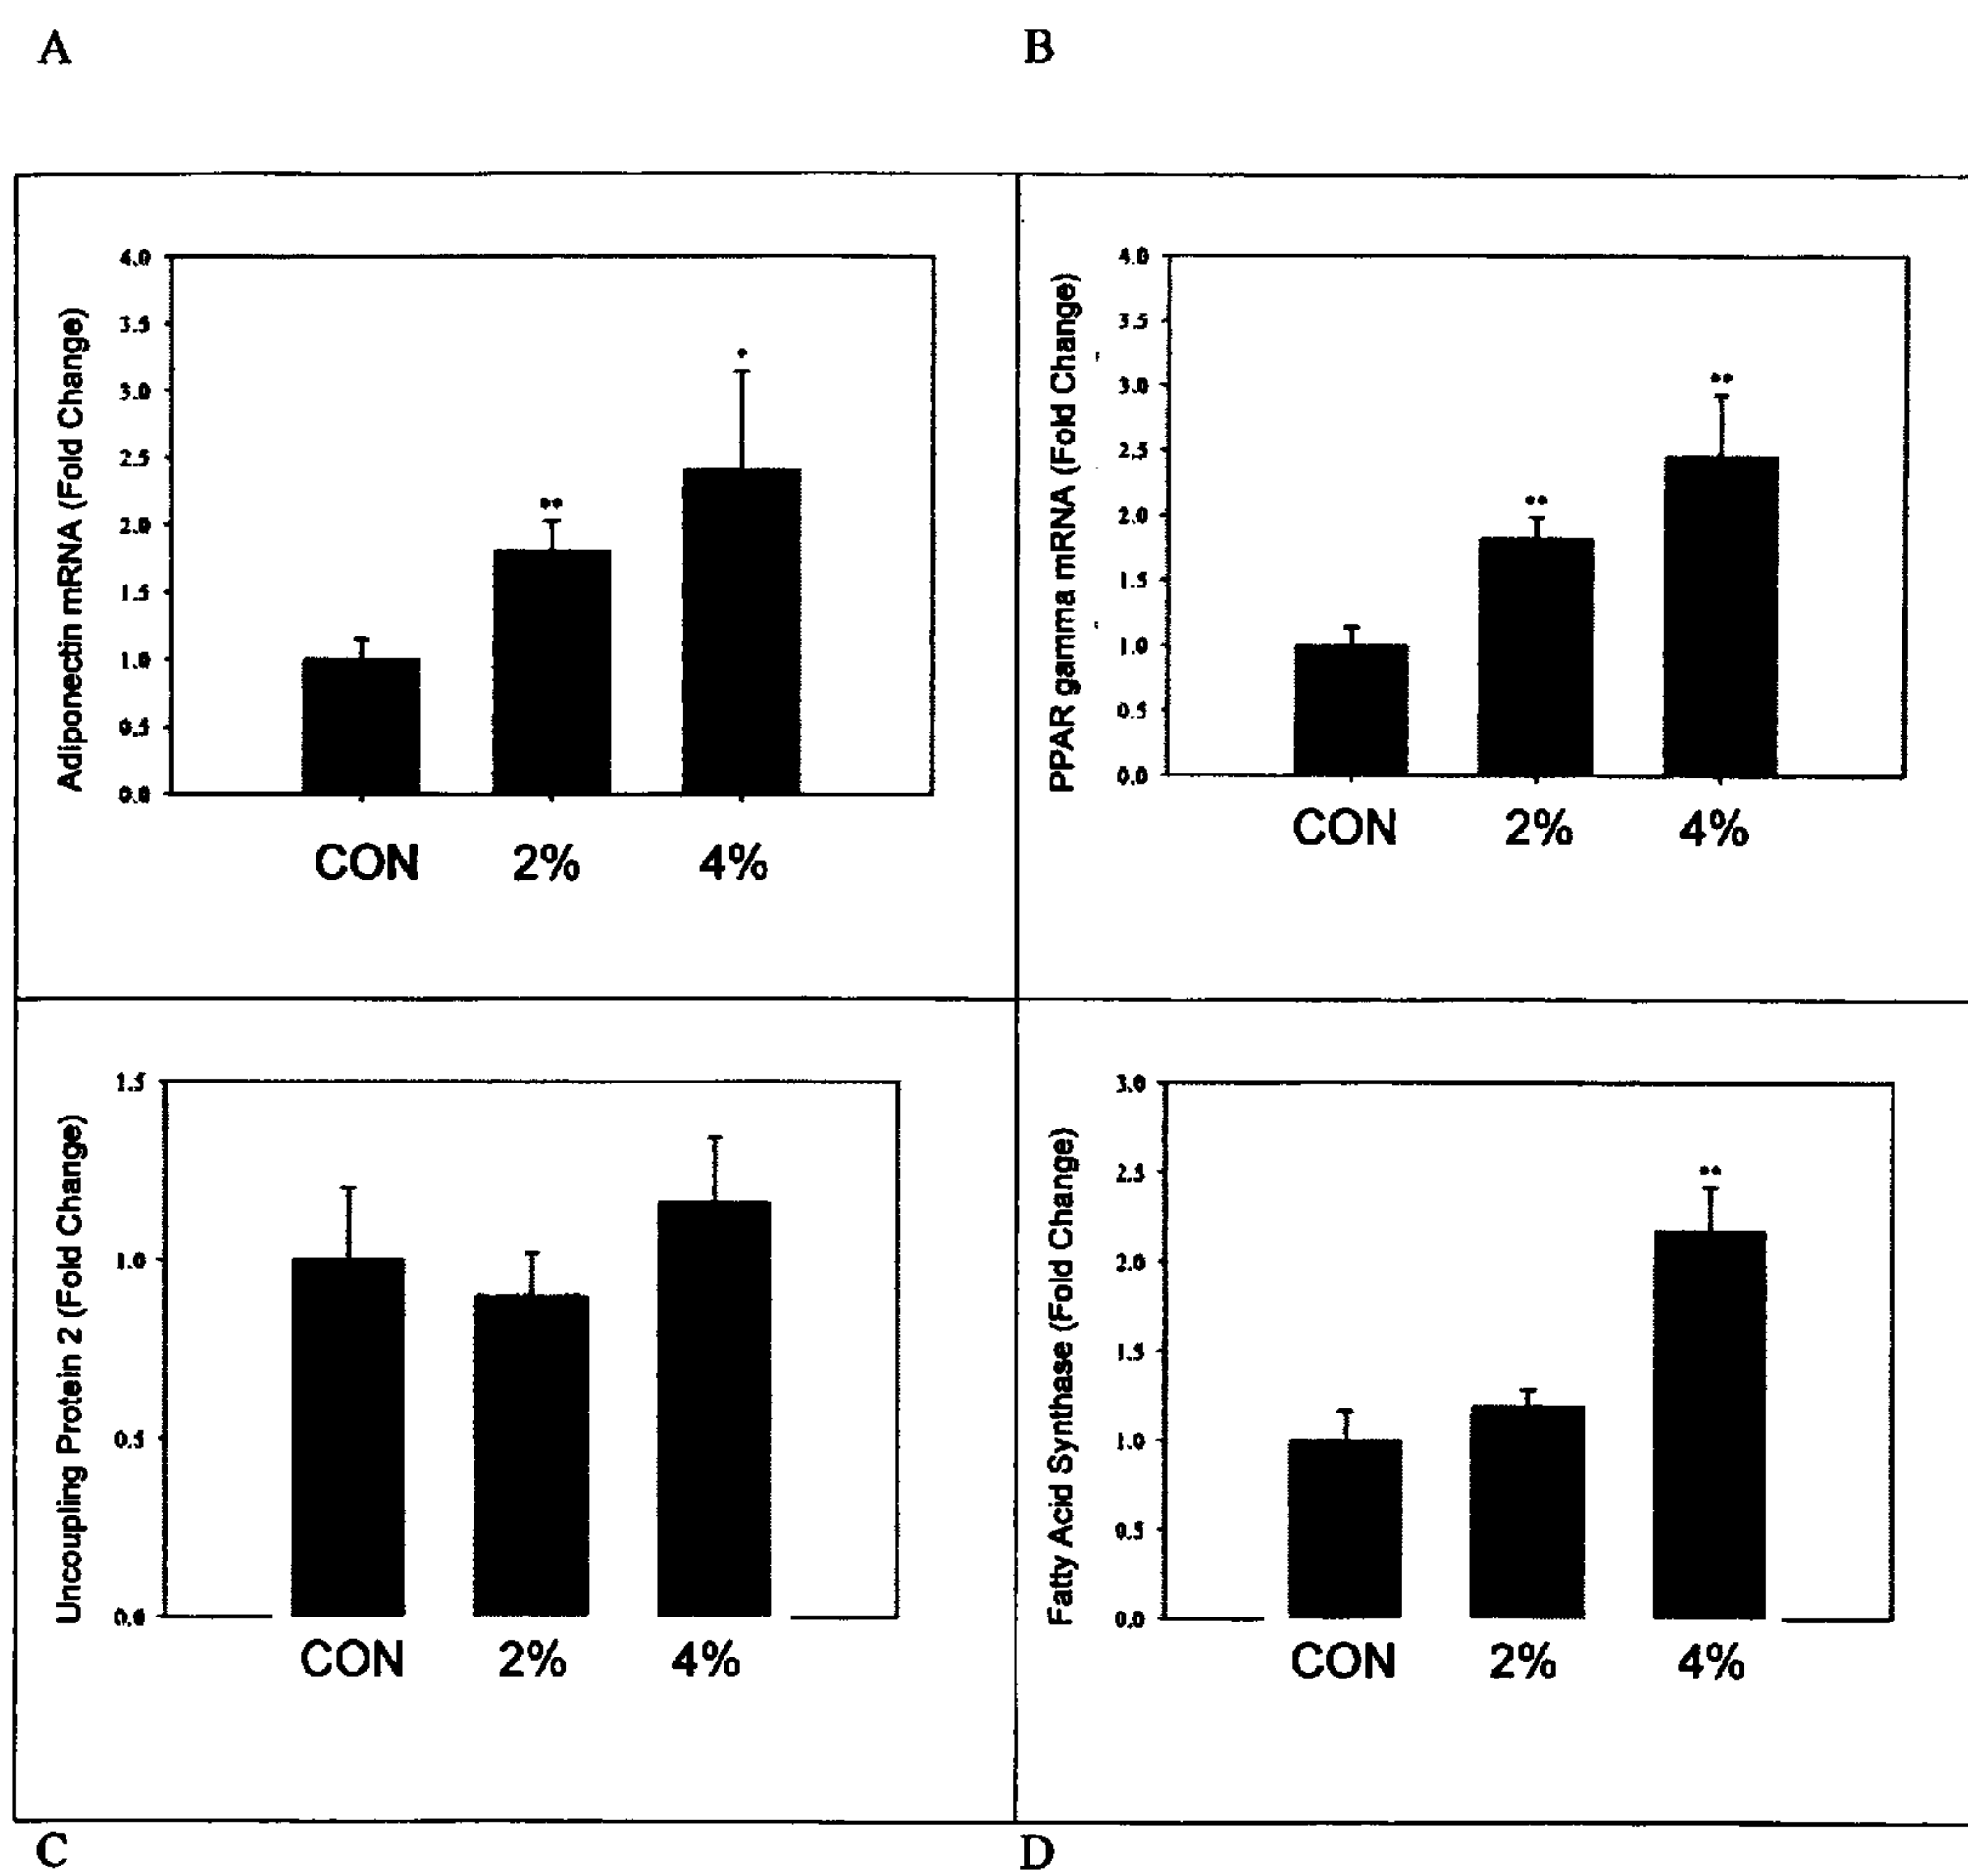 A
B
Adiponectin mRNA (Fold Change)
4.0
3.5
3.0
2.5
2.0
1.5
1.0
0.5
0.0
**
*
CON 2% 4%
PPAR gamma mRNA (Fold Change)
4.0
3.5
3.0
2.5
2.0
1.5
1.0
0.5
0.0
**
**
CON 2% 4%
Uncoupling Protein 2 (Fold Change)
1.5
1.0
0.5
0.0
CON 2% 4%
Fatty Acid Synthase (Fold Change)
3.0
2.5
2.0
1.5
1.0
0.5
0.0
**
CON 2% 4%
C
D